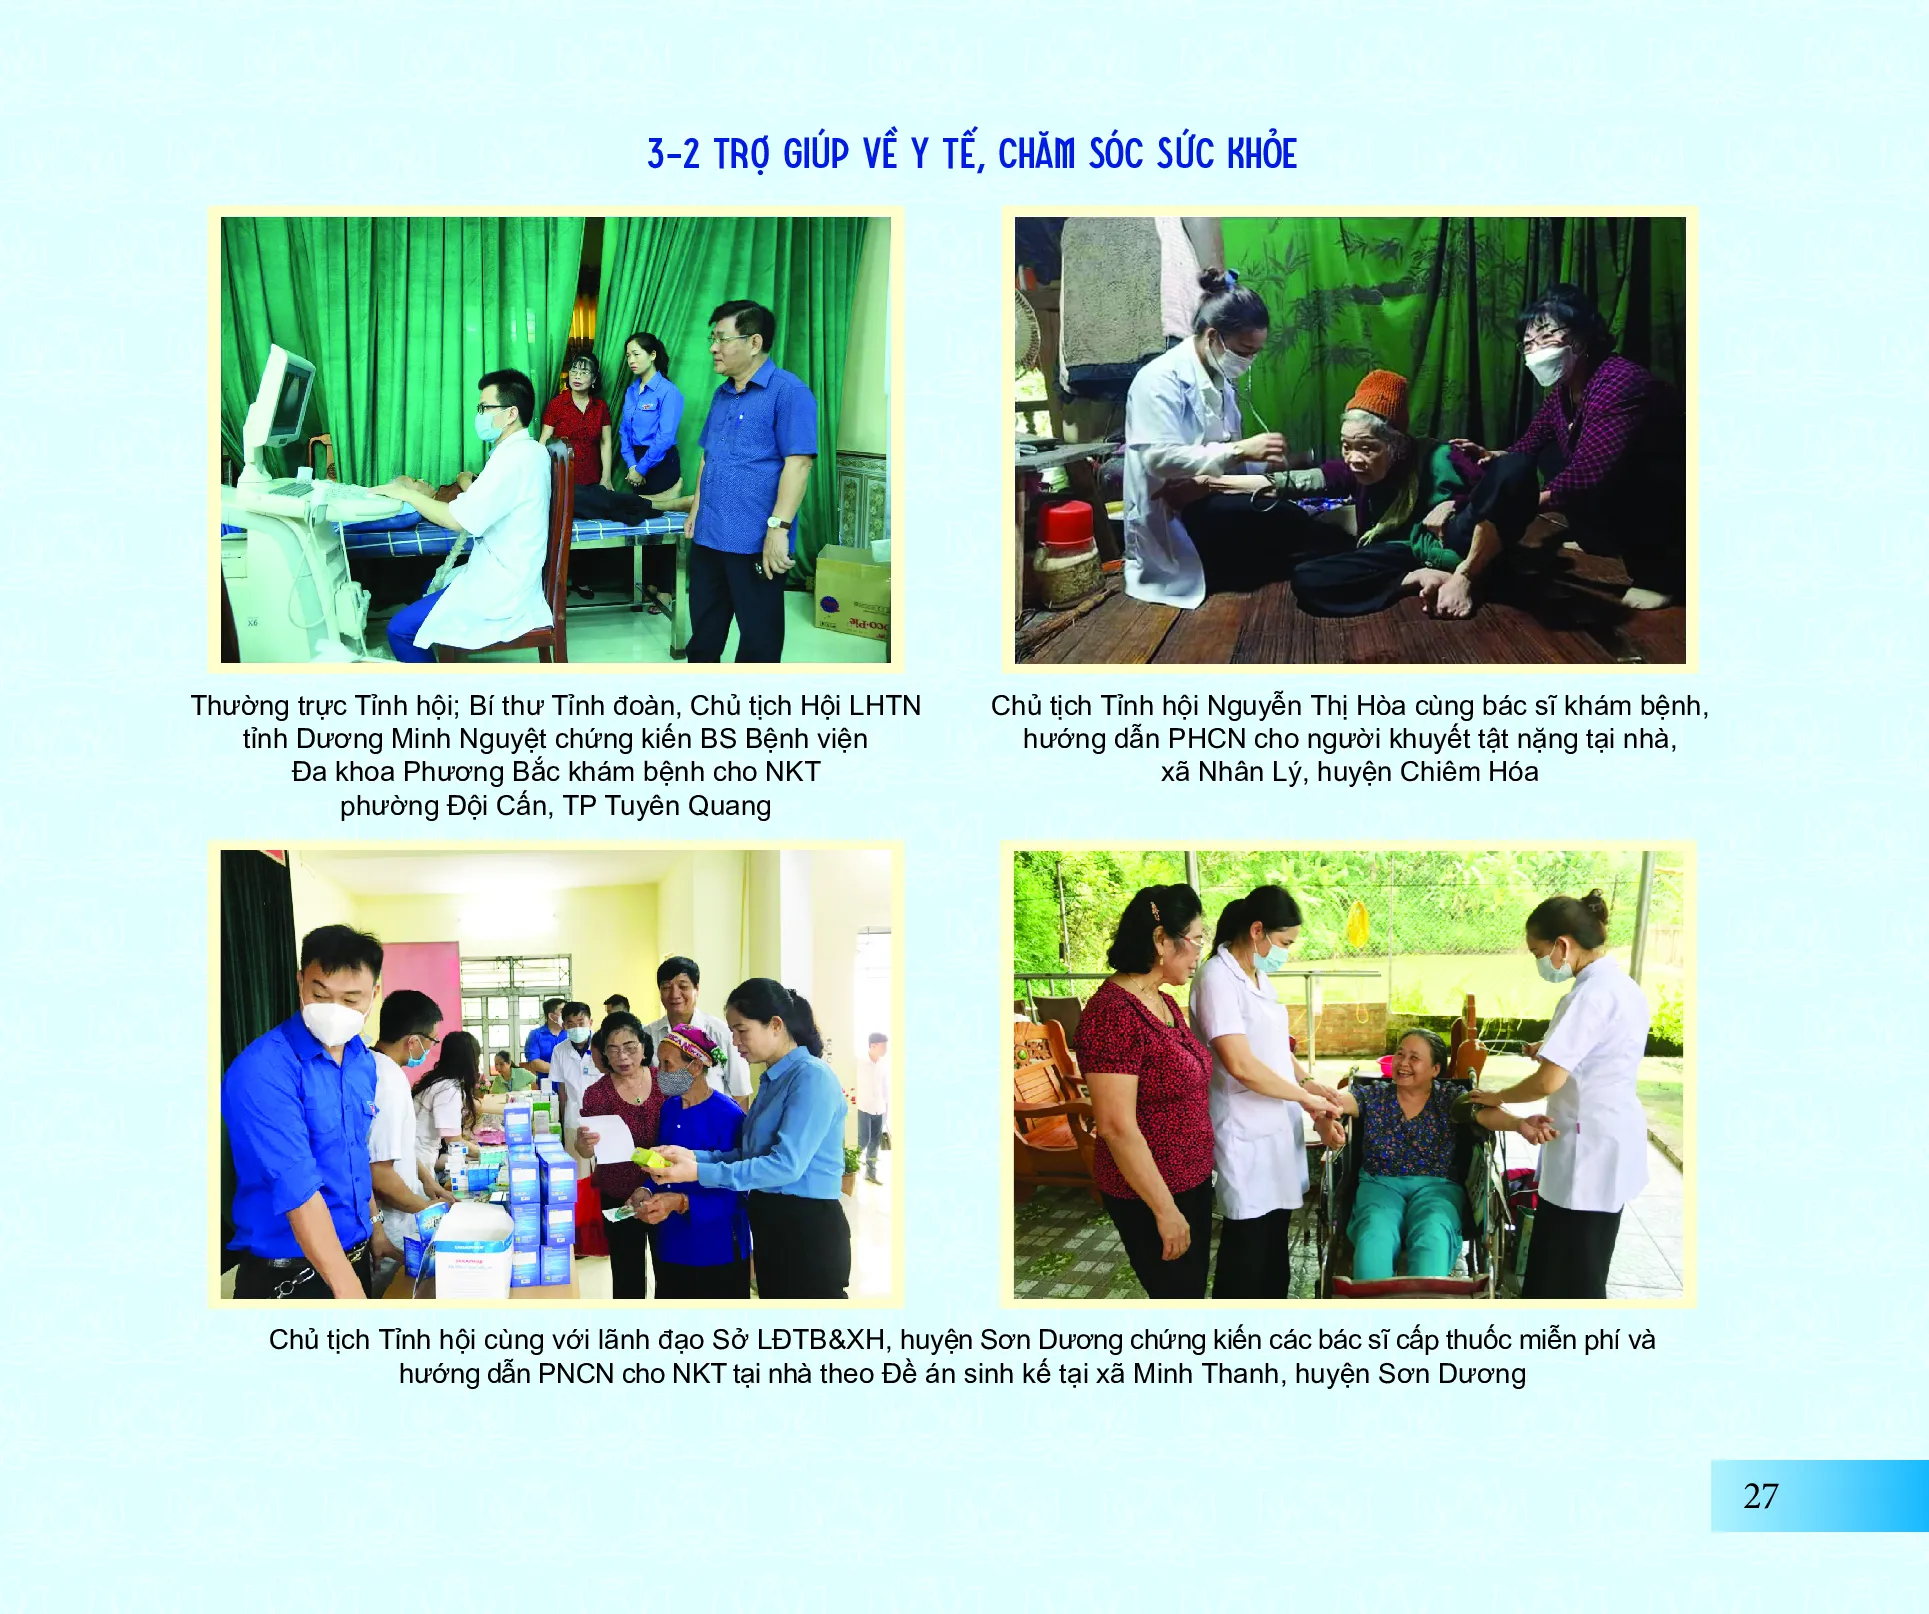 3-2 TRỢ GIÚP VỀ Y TẾ, CHĂM SÓC SỨC KHỎE
X6
Thường trực Tỉnh hội; Bí thư Tỉnh đoàn, Chủ tịch Hội LHTN
tỉnh Dương Minh Nguyệt chứng kiến BS Bệnh viện
Đa khoa Phương Bắc khám bệnh cho NKT
phường Đội Cấn, TP Tuyên Quang
Chủ tịch Tỉnh hội Nguyễn Thị Hòa cùng bác sĩ khám bệnh,
hướng dẫn PHCN cho người khuyết tật nặng tại nhà,
xã Nhân Lý, huyện Chiêm Hóa
Chủ tịch Tỉnh hội cùng với lãnh đạo Sở LĐTB&XH, huyện Sơn Dương chứng kiến các bác sĩ cấp thuốc miễn phí và
hướng dẫn PNCN cho NKT tại nhà theo Đề án sinh kế tại xã Minh Thanh, huyện Sơn Dương
27